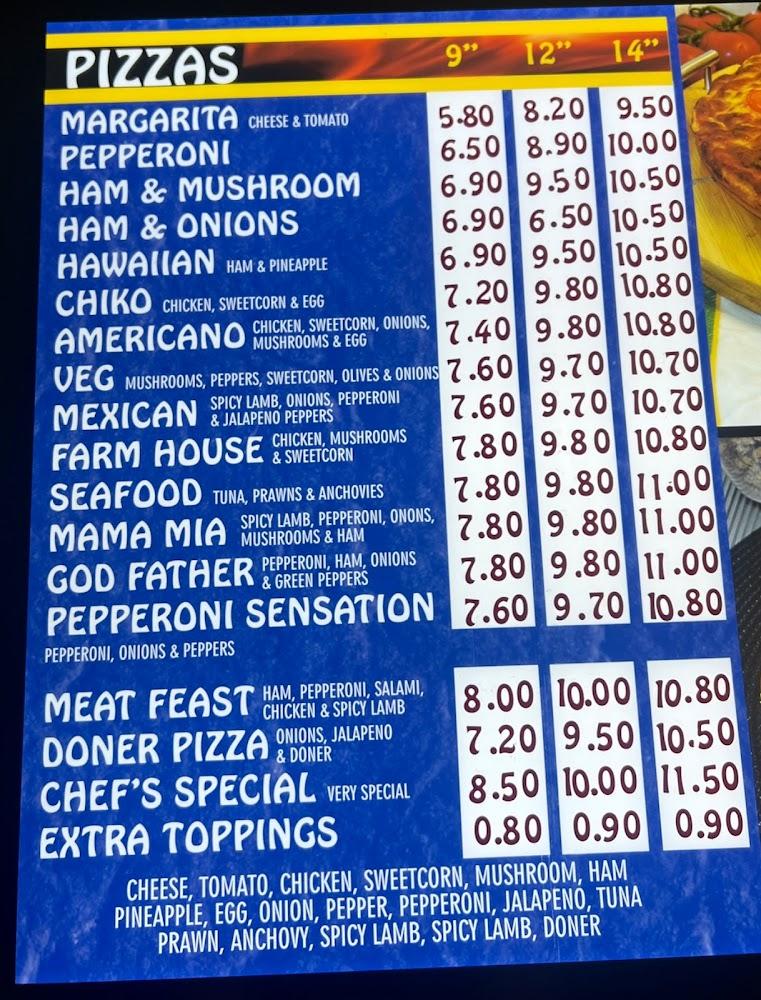 PIZZAS 9" 12" 14"
MARGARITA CHEESE & TOMATO 5.80 8.20 9.50
PEPPERONI 6.50 8.90 10.00
HAM & MUSHROOM 6.90 9.50 10.50
HAM & ONIONS 6.90 6.50 10.50
HAWAIIAN HAM & PINEAPPLE 6.90 9.50 10.50
CHIKO CHICKEN, SWEETCORN & EGG 7.20 9.80 10.80
AMERICANO CHICKEN, SWEETCORN, ONIONS, 7.40 9.80 10.80
MUSHROOMS & EGG
VEG MUSHROOMS, PEPPERS, SWEETCORN, OLIVES & ONIONS 7.60 9.70 10.70
MEXICAN SPICY LAMB, ONIONS, PEPPERONI 7.60 9.70 10.70
& JALAPENO PEPPERS
FARM HOUSE CHICKEN, MUSHROOMS 7.80 9.80 10.80
& SWEETCORN
SEAFOOD TUNA, PRAWNS & ANCHOVIES 7.80 9.80 11.00
MAMA MIA SPICY LAMB, PEPPERONI, ONONS, 7.80 9.80 11.00
MUSHROOMS & HAM
GOD FATHER PEPPERONI, HAM, ONIONS 7.80 9.80 11.00
& GREEN PEPPERS
PEPPERONI SENSATION 7.60 9.70 10.80
PEPPERONI, ONIONS & PEPPERS
MEAT FEAST HAM, PEPPERONI, SALAMI, 8.00 10.00 10.80
CHICKEN & SPICY LAMB
DONER PIZZA ONIONS, JALAPENO 7.20 9.50 10.50
& DONER
CHEF'S SPECIAL VERY SPECIAL 8.50 10.00 11.50
EXTRA TOPPINGS 0.80 0.90 0.90
CHEESE, TOMATO, CHICKEN, SWEETCORN, MUSHROOM, HAM
PINEAPPLE, EGG, ONION, PEPPER, PEPPERONI, JALAPENO, TUNA
PRAWN, ANCHOVY, SPICY LAMB, SPICY LAMB, DONER